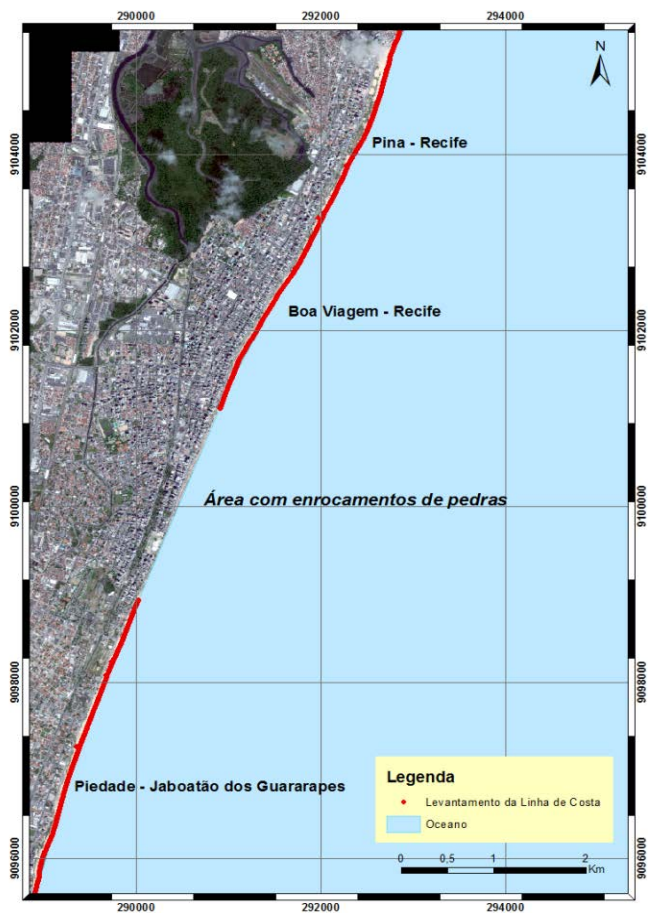 290000 292000 294000
N
9104000 9104000
Pina - Recife
Boa Viagem - Recife
9102000 9102000
Área com enrocamentos de pedras
9100000 9100000
9098000 9098000
Piedade - Jaboatão dos Guararapes
Legenda
Levantamento da Linha de Costa
Oceano
9096000 9096000
0 0,5 1 2
Km
290000 292000 294000